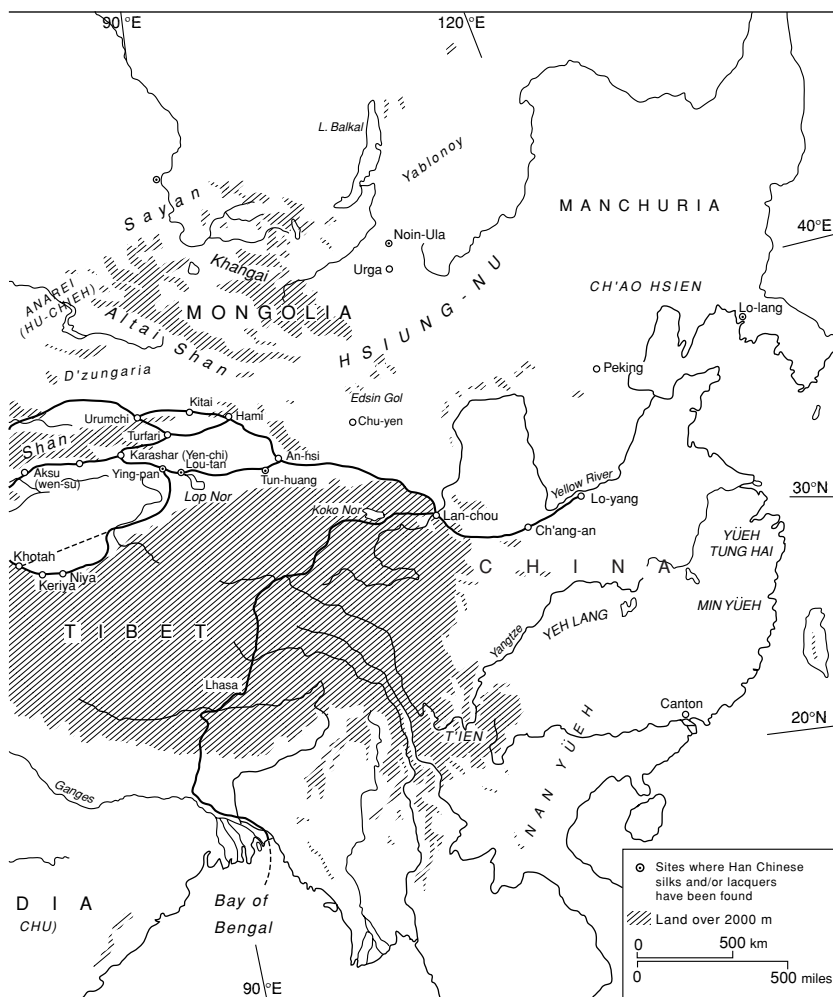 90°E
120°E
L. Balkal
Yablonoy
Sayan
MANCHURIA
40°E
Noin-Ula
Khangai
Urga
ANAREI
(HU-CHIEH)
CH'AO HSIEN
MONGOLIA
HSIUNG-NU
Lo-lang
Altai Shan
D'zungaria
Peking
Edsin Gol
Kitai
Urumchi
Hami
Chu-yen
Turfari
Shan
Karashar (Yen-chi)
An-hsi
Lou-tan
Aksu
(wen-su)
Ying-pan
Tun-huang
Yellow River
Lop Nor
Lo-yang
30°N
Koko Nor
Lan-chou
Ch'ang-an
YÜEH
TUNG HAI
Khotah
CHINA
Niya
Keriya
MIN YÜEH
YEH LANG
TIBET
Yangtze
Lhasa
Canton
20°N
T'IEN
NAN YÜEH
Ganges
Sites where Han Chinese
silks and/or lacquers
have been found
DIA
CHU)
Bay of
Bengal
Land over 2000 m
0 500 km
0 500 miles
90°E